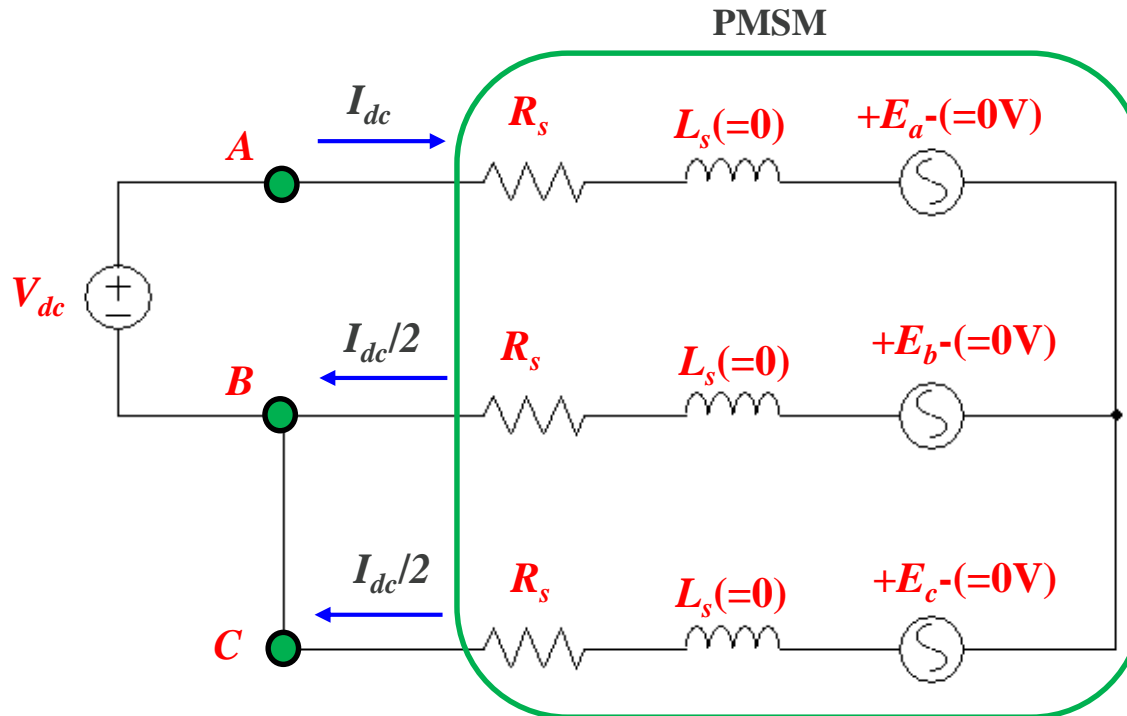 PMSM
I_dc
R_s
L_s(=0)
+E_a-(=0V)
A
V_dc
I_dc/2
R_s
L_s(=0)
+E_b-(=0V)
B
I_dc/2
R_s
L_s(=0)
+E_c-(=0V)
C